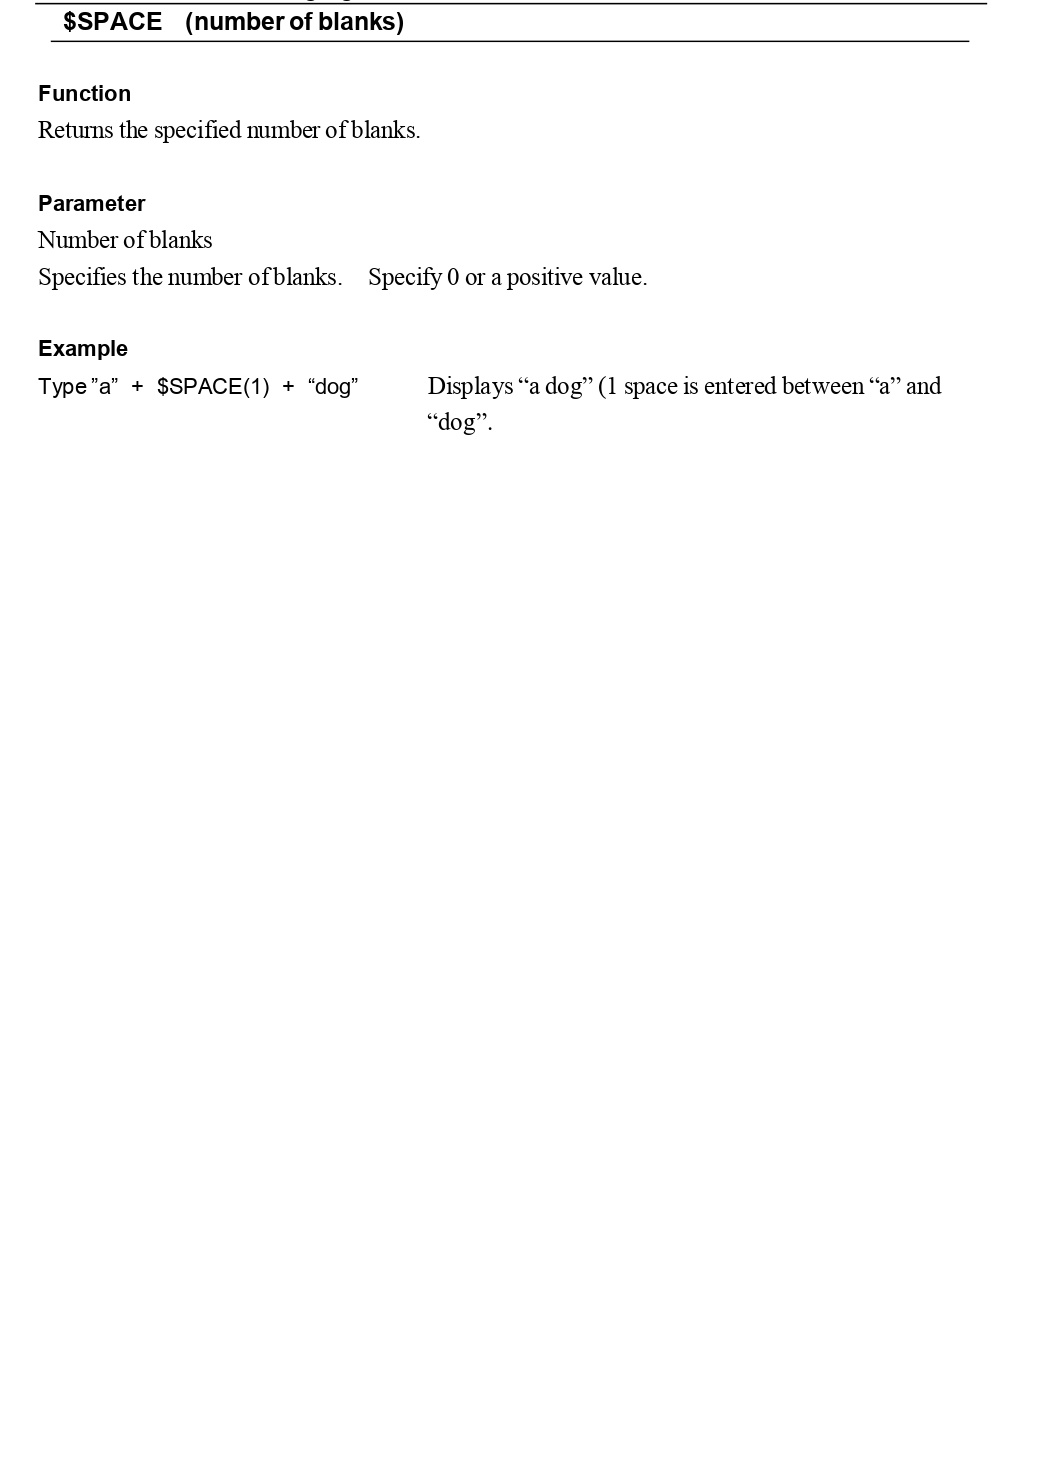 $SPACE (number of blanks)
Function
Returns the specified number of blanks.
Parameter
Number of blanks
Specifies the number of blanks. Specify 0 or a positive value.
Example
Type ”a” + $SPACE(1) + “dog” Displays “a dog” (1 space is entered between “a” and
“dog”.